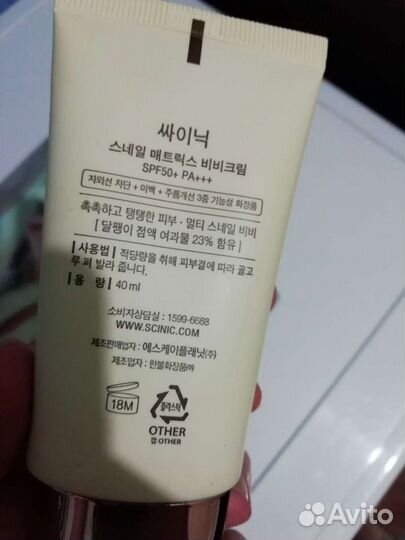 싸이닉
스네일 매트릭스 비비크림
SPF50+ PA+++
자외선 차단 + 미백 + 주름개선 3중 기능성 화장품
촉촉하고 탱탱한 피부 · 멀티 스네일 비비
[ 달팽이 점액 여과물 23% 함유 ]
| 사용법 | 적당량을 취해 피부결에 따라 골고
루 펴 발라 줍니다.
| 용 량 | 40 ml
소비자상담실 : 1599-6688
WWW.SCINIC.COM
제조판매업자 : 에스케이플래닛(주)
제조업자 : 한불화장품㈜
18M
플라스틱
OTHER
캡:OTHER
Avito